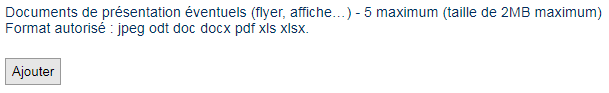 Documents de présentation éventuels (flyer, affiche...) - 5 maximum (taille de 2MB maximum)
Format autorisé : jpeg odt doc docx pdf xls xlsx.
Ajouter